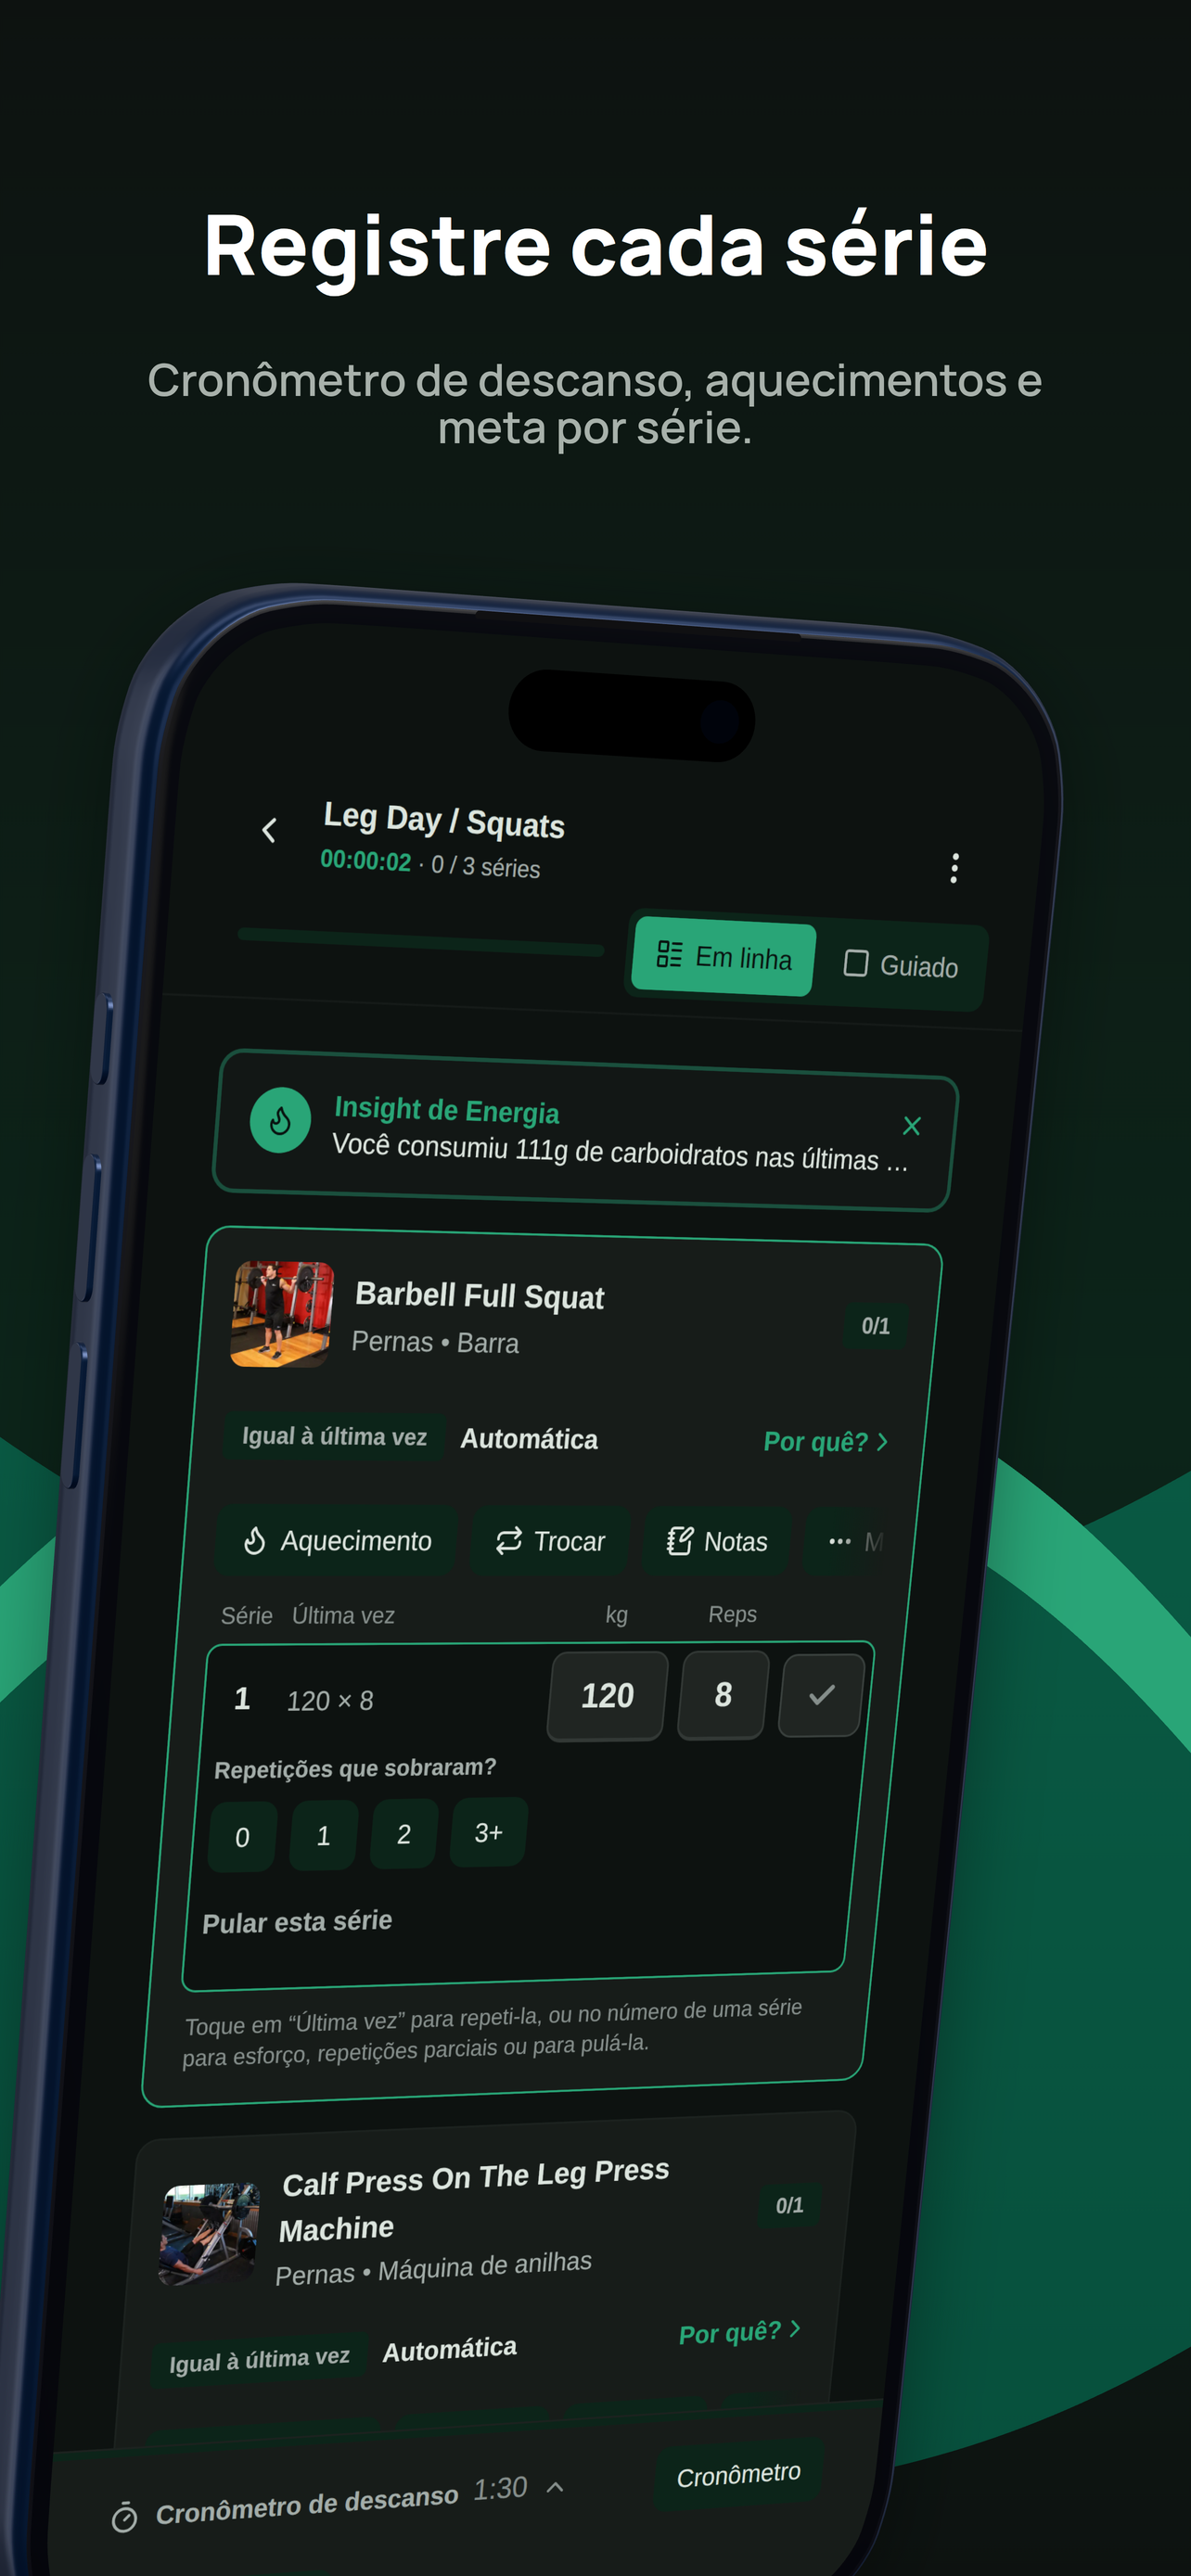 Registre cada série
Cronômetro de descanso, aquecimentos e
meta por série.
Leg Day / Squats
00:00:02 · 0 / 3 séries
Em linha
Guiado
Insight de Energia
Você consumiu 111g de carboidratos nas últimas ...
Barbell Full Squat
Pernas • Barra
0/1
Igual à última vez
Automática
Por quê?
Aquecimento
Trocar
Notas
Série Última vez kg Reps
1 120 × 8 120 8
Repetições que sobraram?
0 1 2 3+
Pular esta série
Toque em “Última vez” para repeti-la, ou no número de uma série
para esforço, repetições parciais ou para pulá-la.
Calf Press On The Leg Press
Machine
Pernas • Máquina de anilhas
0/1
Igual à última vez
Automática
Por quê?
Cronômetro de descanso 1:30
Cronômetro